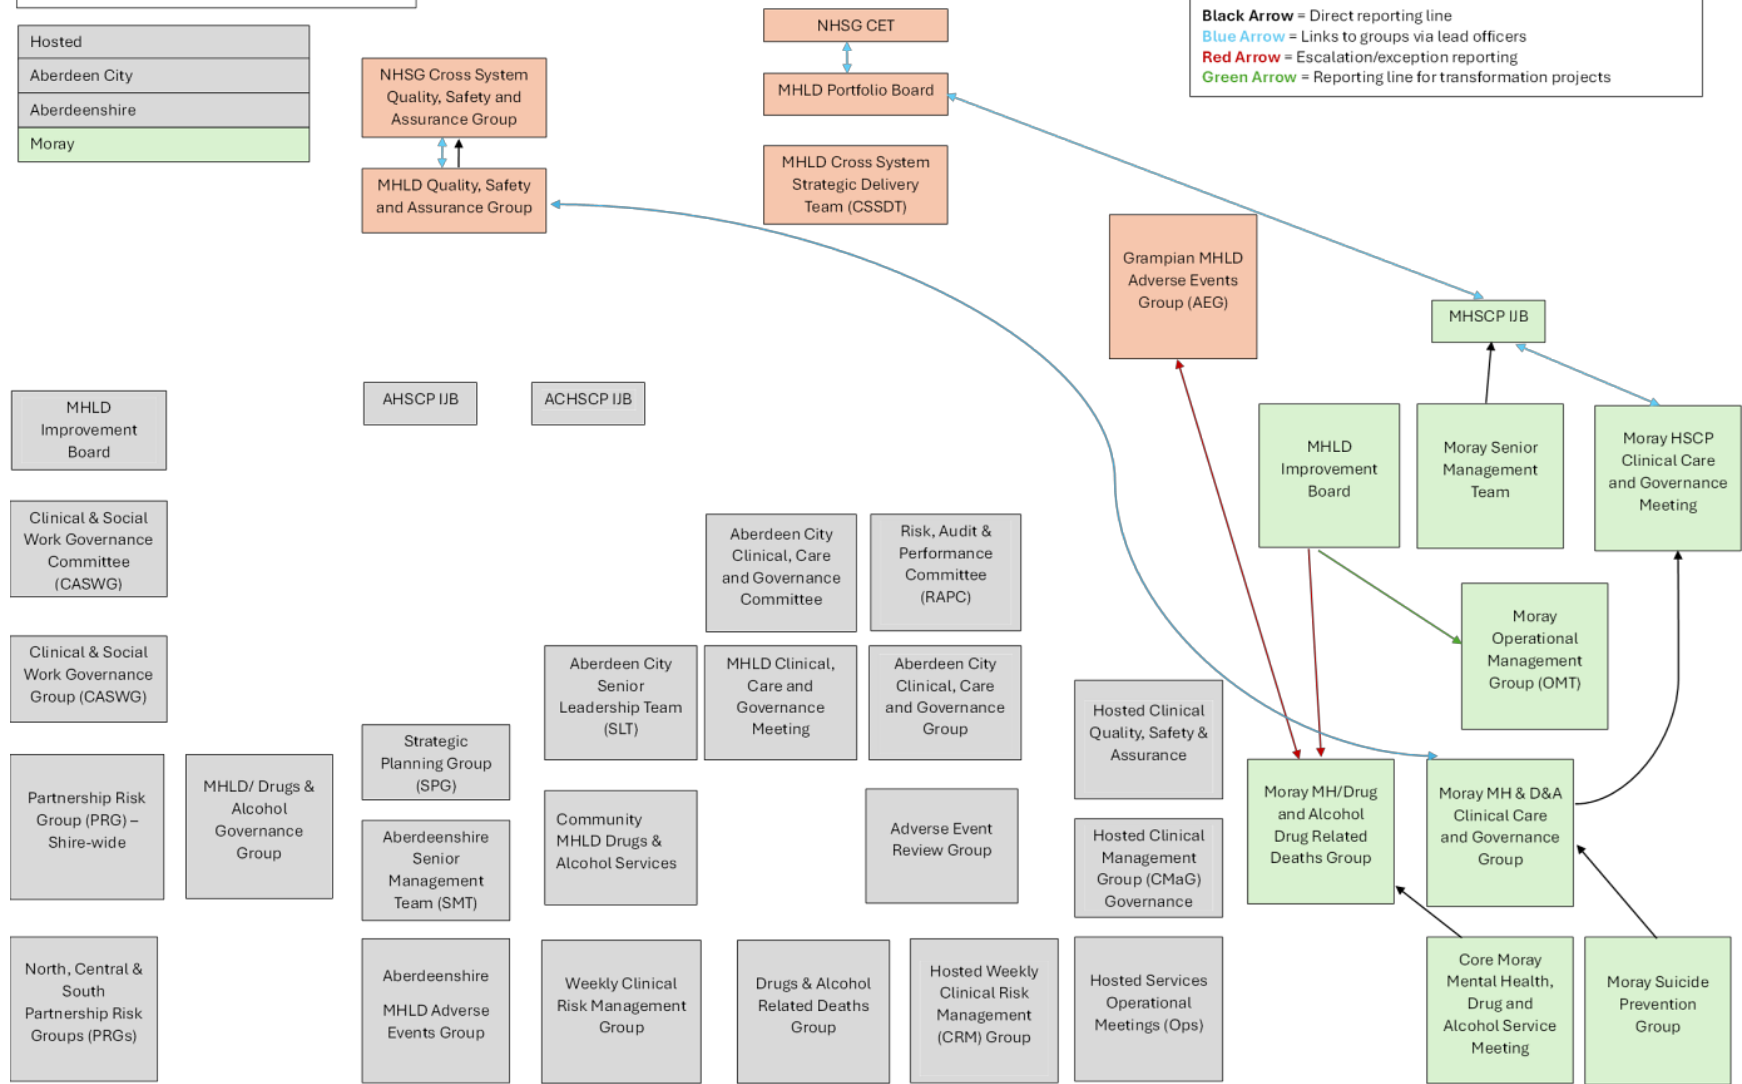 Hosted
Aberdeen City
Aberdeenshire
Moray
NHSG Cross System
Quality, Safety and
Assurance Group
MHLD Quality, Safety
and Assurance Group
NHSG CET
MHLD Portfolio Board
MHLD Cross System
Strategic Delivery
Team (CSSDT)
Black Arrow = Direct reporting line
Blue Arrow = Links to groups via lead officers
Red Arrow = Escalation/exception reporting
Green Arrow = Reporting line for transformation projects
Grampian MHLD
Adverse Events
Group (AEG)
MHSCP IJB
MHLD
Improvement
Board
AHSCP IJB
ACHSCP IJB
MHLD
Improvement
Board
Moray Senior
Management
Team
Moray HSCP
Clinical Care
and Governance
Meeting
Clinical & Social
Work Governance
Committee
(CASWG)
Aberdeen City
Clinical, Care
and Governance
Committee
Risk, Audit &
Performance
Committee
(RAPC)
Moray
Operational
Management
Group (OMT)
Clinical & Social
Work Governance
Group (CASWG)
Aberdeen City
Senior
Leadership Team
(SLT)
MHLD Clinical,
Care and
Governance
Meeting
Aberdeen City
Clinical, Care
and Governance
Group
Hosted Clinical
Quality, Safety &
Assurance
Partnership Risk
Group (PRG) –
Shire-wide
MHLD/ Drugs &
Alcohol
Governance
Group
Strategic
Planning Group
(SPG)
Aberdeenshire
Senior
Management
Team (SMT)
Community
MHLD Drugs &
Alcohol Services
Adverse Event
Review Group
Hosted Clinical
Management
Group (CMaG)
Governance
Moray MH/Drug
and Alcohol
Drug Related
Deaths Group
Moray MH & D&A
Clinical Care
and Governance
Group
North, Central &
South
Partnership Risk
Groups (PRGs)
Aberdeenshire
MHLD Adverse
Events Group
Weekly Clinical
Risk Management
Group
Drugs & Alcohol
Related Deaths
Group
Hosted Weekly
Clinical Risk
Management
(CRM) Group
Hosted Services
Operational
Meetings (Ops)
Core Moray
Mental Health,
Drug and
Alcohol Service
Meeting
Moray Suicide
Prevention
Group